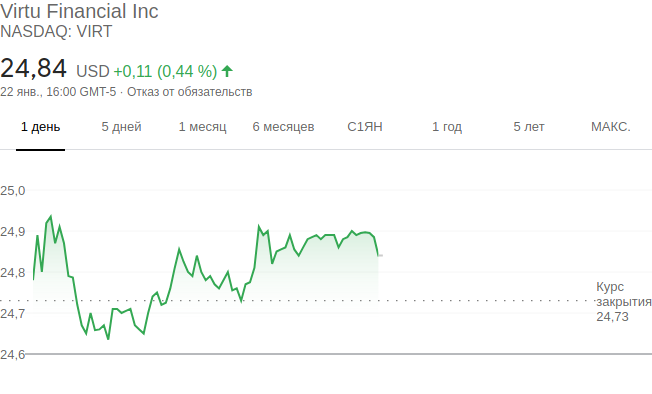 Virtu Financial Inc
NASDAQ: VIRT
24,84 USD +0,11 (0,44 %)
22 янв., 16:00 GMT-5 · Отказ от обязательств
1 день 5 дней 1 месяц 6 месяцев С1ЯН 1 год 5 лет МАКС.
25,0
24,9
24,8
24,7
24,6
Курс
закрытия
24,73